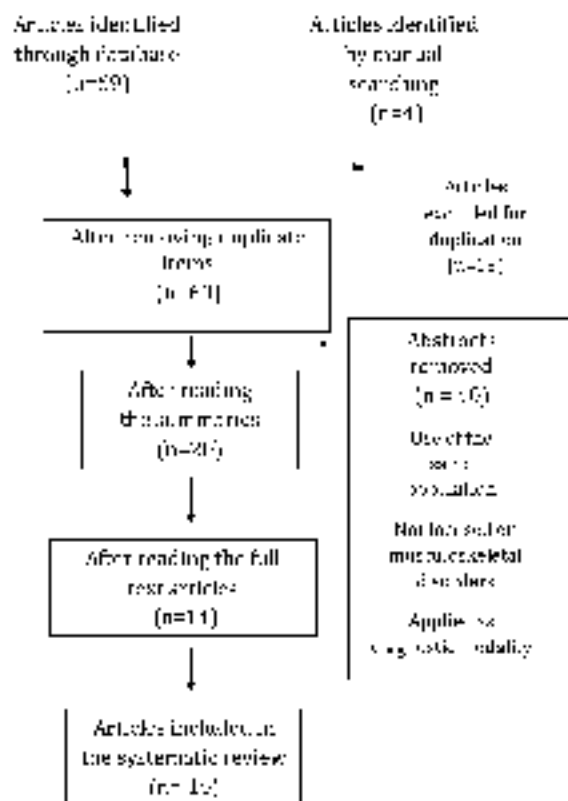 Articles identified
through database
Articles identified
by manual
searching
(n=4)
Articles
excluded for
duplication
After removing duplicate
items
Abstracts
removed
After reading
the summaries
Use of the
same
population
Not focused on
musculoskeletal
disorders
After reading the full
text articles
(n=11)
Applied as
diagnostic modality
Articles included in
the systematic review